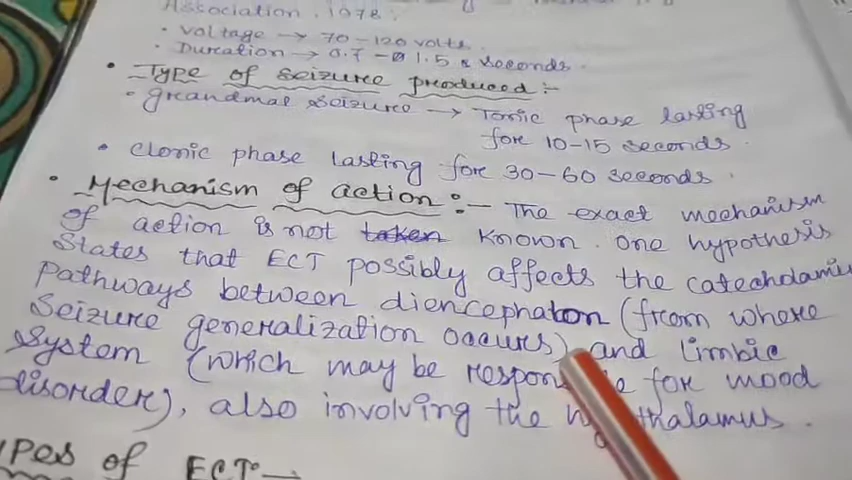 Association, 1978.
• Voltage → 70-120 volts.
• Duration → 0.7 - 1.5 seconds.
• Type of seizure produced :-
• Grandmal seizure → Tonic phase lasting
for 10-15 seconds.
• Clonic phase lasting for 30-60 seconds.
• Mechanism of action :- The exact mechanism
of action is not taken known. One hypothesis
States that ECT possibly affects the catechdamin
Pathways between diencephalon (from where
Seizure generalization occurs) and limbic
System (which may be for mood
disorder), also involving the
ypes of ECT →